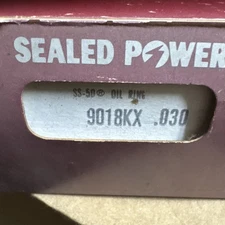 SEALED POWER
SS-50® OIL RING
9018KX .030